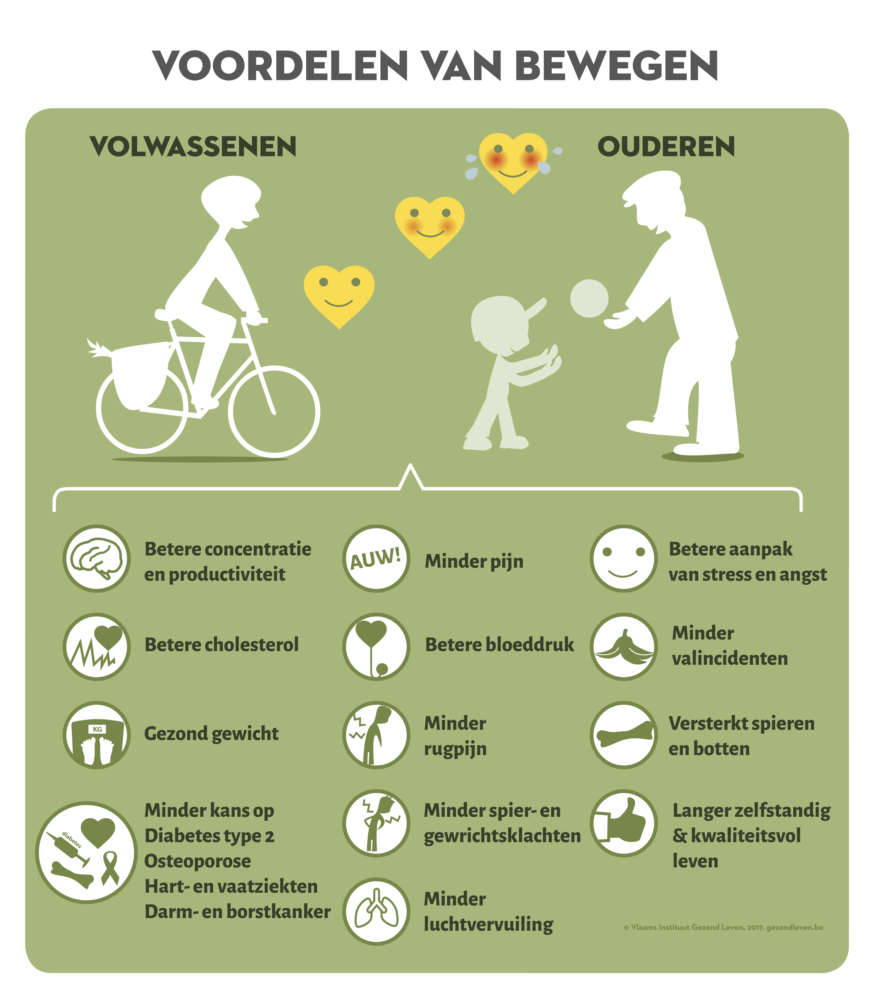 VOORDELEN VAN BEWEGEN
VOLWASSENEN
OUDEREN
Betere concentratie
en productiviteit
AUW!
Minder pijn
Betere aanpak
van stress en angst
Betere cholesterol
Betere bloeddruk
Minder
valincidenten
KG
Gezond gewicht
Minder
rugpijn
Versterkt spieren
en botten
diabetes
Minder kans op
Diabetes type 2
Osteoporose
Hart- en vaatziekten
Darm- en borstkanker
Minder spier- en
gewrichtsklachten
Langer zelfstandig
& kwaliteitsvol
leven
Minder
luchtvervuiling
© Vlaams Instituut Gezond Leven, 2017. gezondleven.be